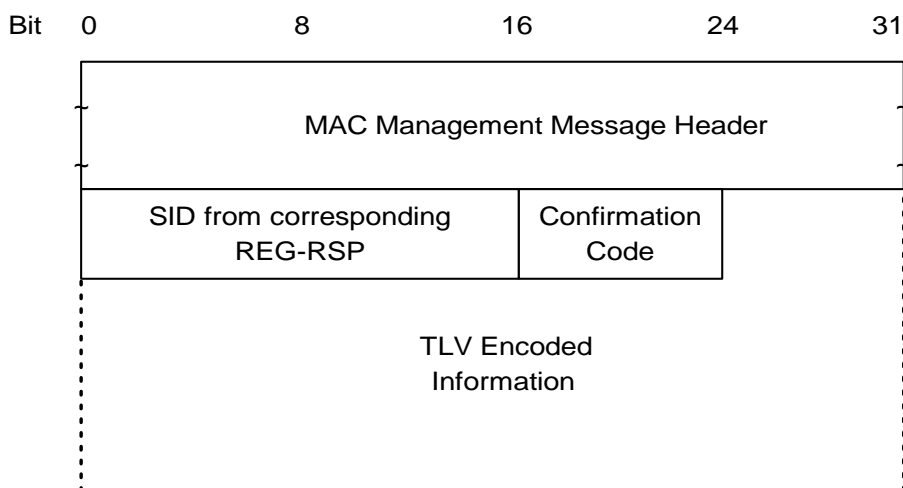 Bit 0 8 16 24 31
MAC Management Message Header
SID from corresponding
REG-RSP
Confirmation
Code
TLV Encoded
Information